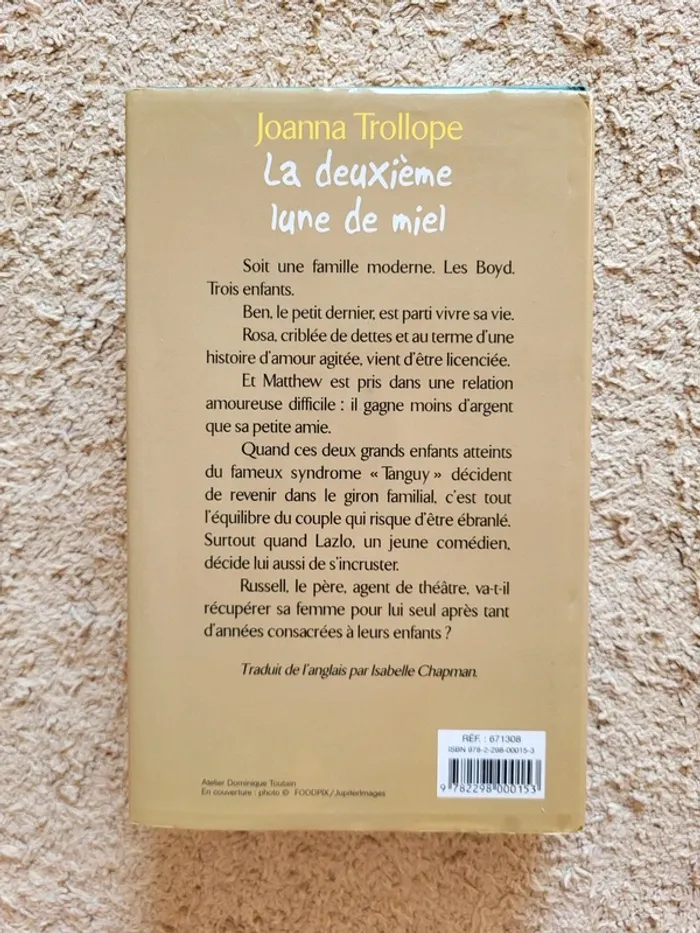 Joanna Trollope
La deuxième
lune de miel
Soit une famille moderne. Les Boyd.
Trois enfants.
Ben, le petit dernier, est parti vivre sa vie.
Rosa, criblée de dettes et au terme d'une
histoire d'amour agitée, vient d'être licenciée.
Et Matthew est pris dans une relation
amoureuse difficile : il gagne moins d'argent
que sa petite amie.
Quand ces deux grands enfants atteints
du fameux syndrome « Tanguy » décident
de revenir dans le giron familial, c'est tout
l'équilibre du couple qui risque d'être ébranlé.
Surtout quand Lazlo, un jeune comédien,
décide lui aussi de s'incruster.
Russell, le père, agent de théâtre, va-t-il
récupérer sa femme pour lui seul après tant
d'années consacrées à leurs enfants ?
Traduit de l'anglais par Isabelle Chapman.
RÉF. : 671308
ISBN 978-2-298-00015-3
9 782298 000153
Atelier Dominique Toutain
En couverture : photo © FOODPIX/JupiterImages